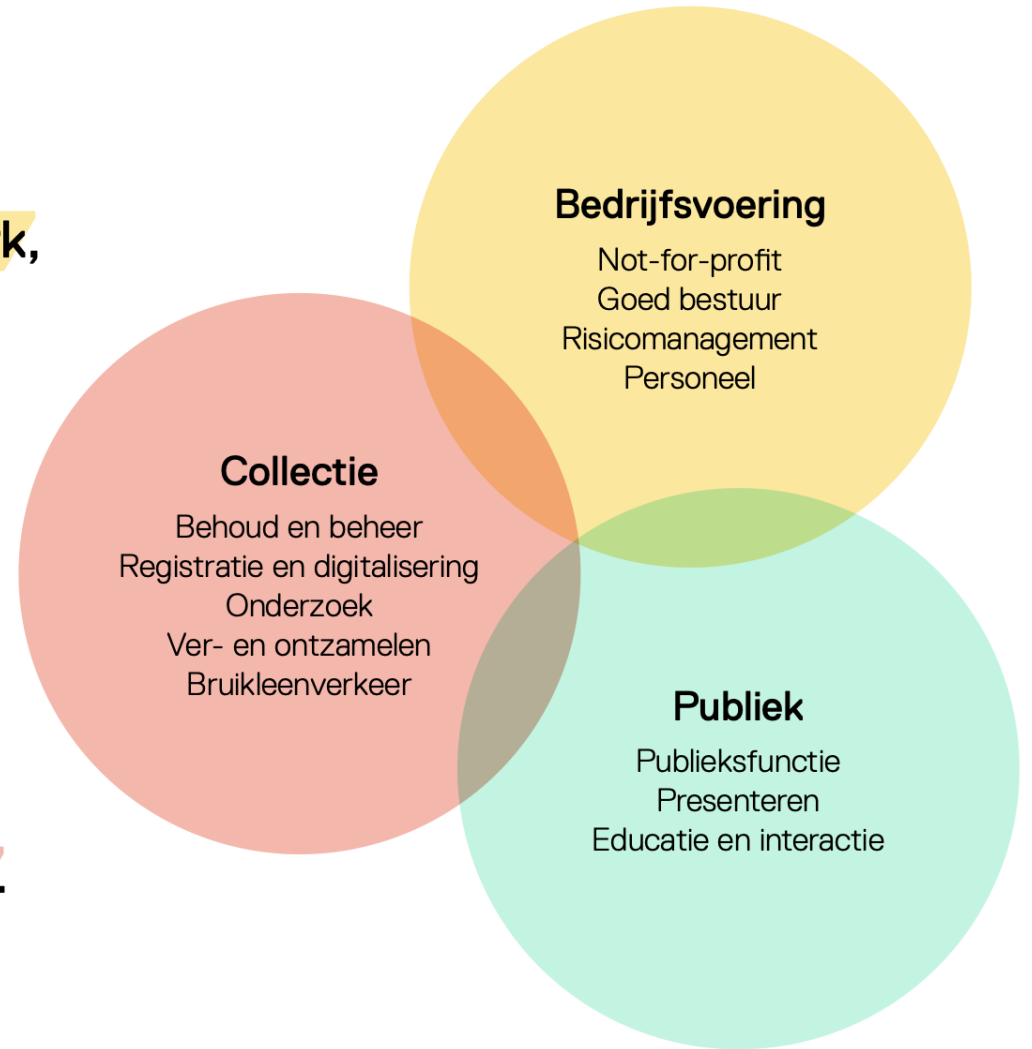 k,
Bedrijfsvoering
Not-for-profit
Goed bestuur
Risicomanagement
Personeel
Collectie
Behoud en beheer
Registratie en digitalisering
Onderzoek
Ver- en ontzamelen
Bruikleenverkeer
Publiek
Publieksfunctie
Presenteren
Educatie en interactie
.